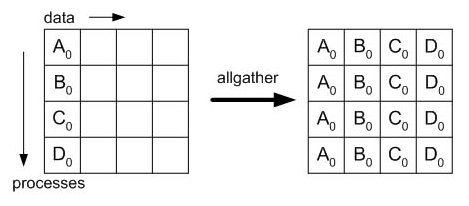 data
A0
B0
C0
D0
processes
allgather
A0 B0 C0 D0
A0 B0 C0 D0
A0 B0 C0 D0
A0 B0 C0 D0